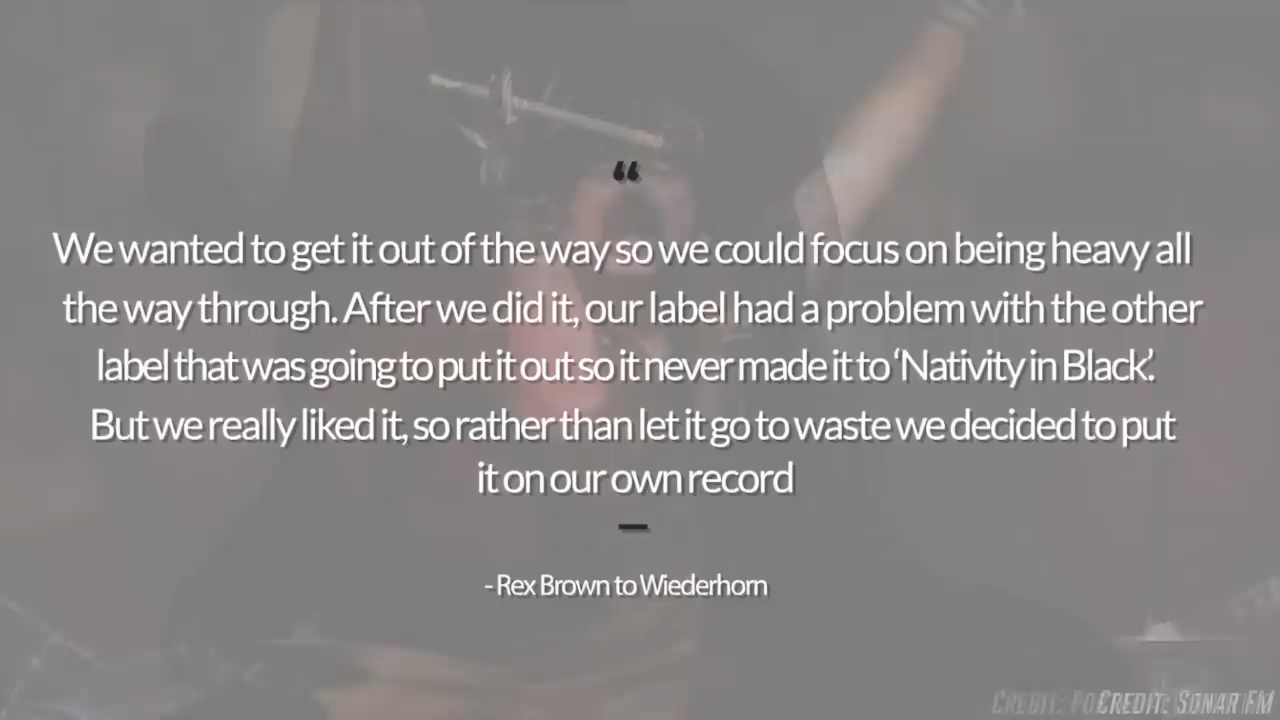 “
We wanted to get it out of the way so we could focus on being heavy all
the way through. After we did it, our label had a problem with the other
label that was going to put it out so it never made it to ‘Nativity in Black’.
But we really liked it, so rather than let it go to waste we decided to put
it on our own record
- Rex Brown to Wiederhorn
Credit: Sonar FM